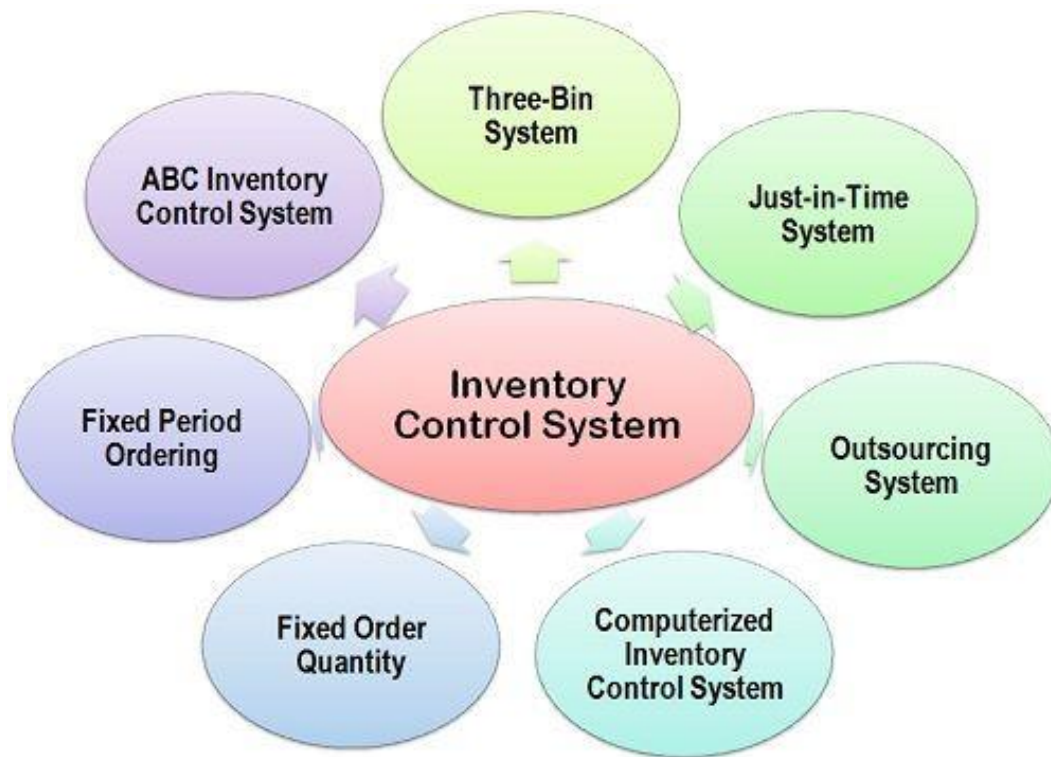 Three-Bin
System
ABC Inventory
Control System
Just-in-Time
System
Inventory
Control System
Fixed Period
Ordering
Outsourcing
System
Fixed Order
Quantity
Computerized
Inventory
Control System